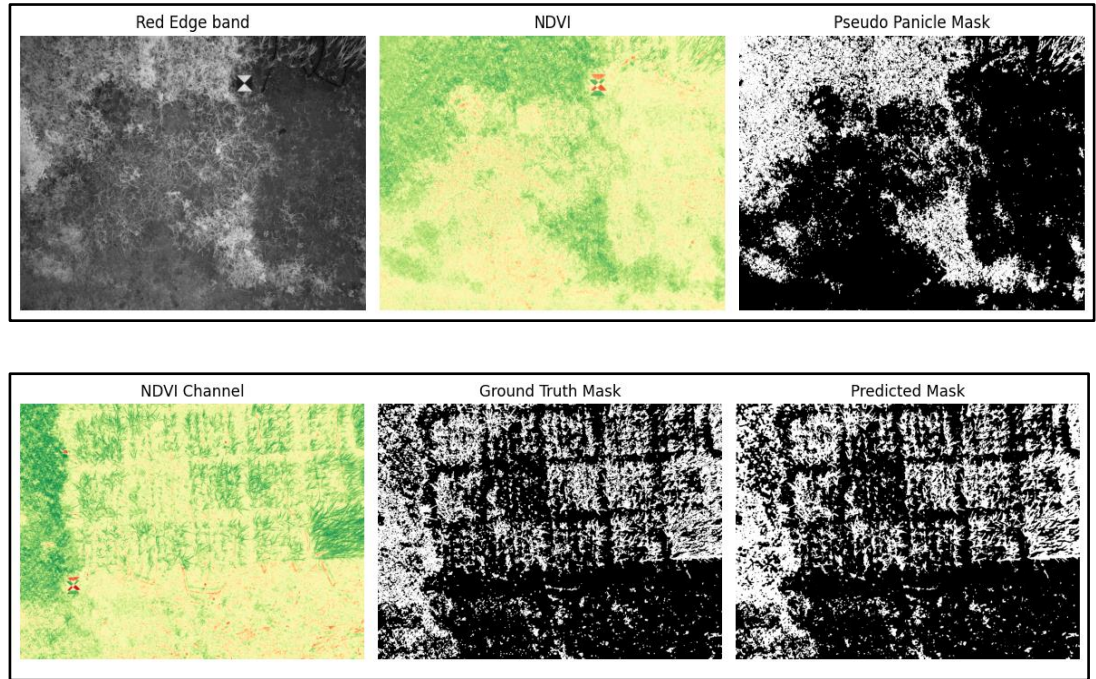 Red Edge band
NDVI
Pseudo Panicle Mask
NDVI Channel
Ground Truth Mask
Predicted Mask